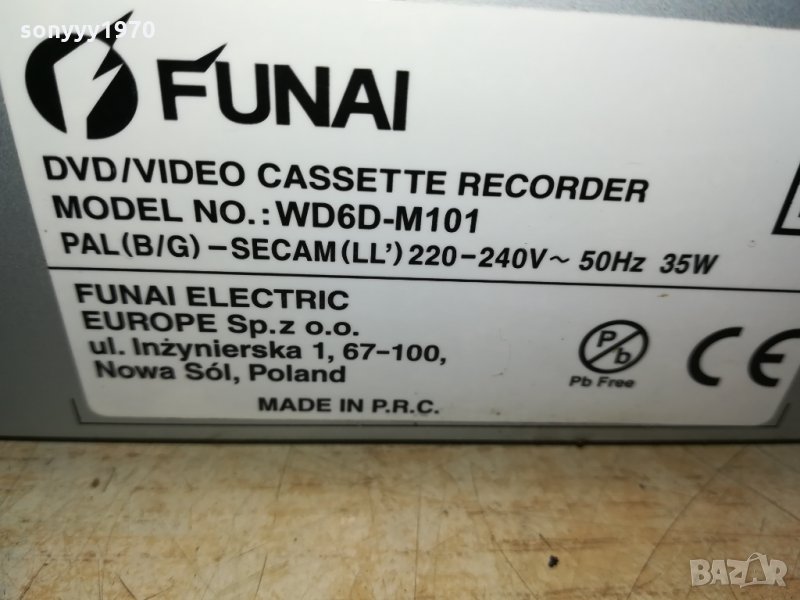 sonyyy1970
FUNAI
DVD/VIDEO CASSETTE RECORDER
MODEL NO.: WD6D-M101
PAL(B/G)-SECAM(LL') 220-240V~ 50Hz 35W
FUNAI ELECTRIC
EUROPE Sp.z o.o.
ul. Inżynierska 1, 67-100,
Nowa Sól, Poland
MADE IN P.R.C.
Pb
Pb Free
CE
BAZAR